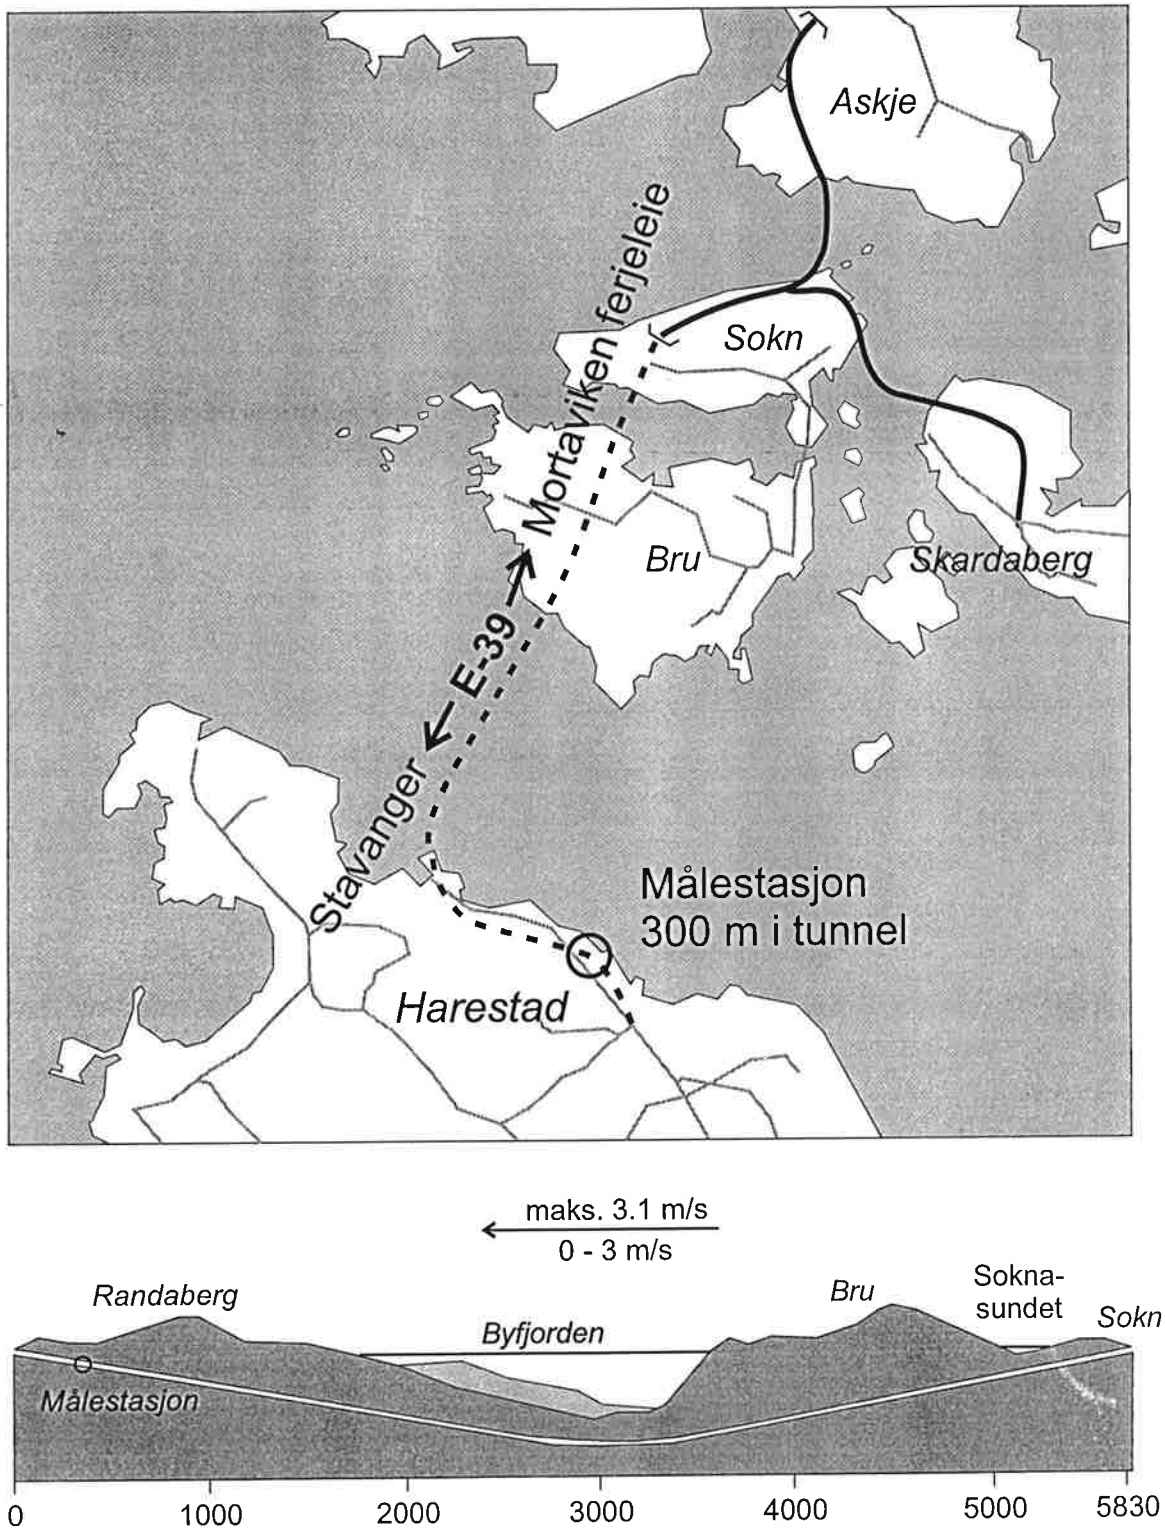 Askje
Mortaviken ferjeleie
Sokn
Bru
Skardaberg
E-39
Stavanger
Målestasjon
300 m i tunnel
Harestad
maks. 3.1 m/s
0 - 3 m/s
Randaberg
Byfjorden
Bru
Sokna-
sundet
Sokn
Målestasjon
0 1000 2000 3000 4000 5000 5830